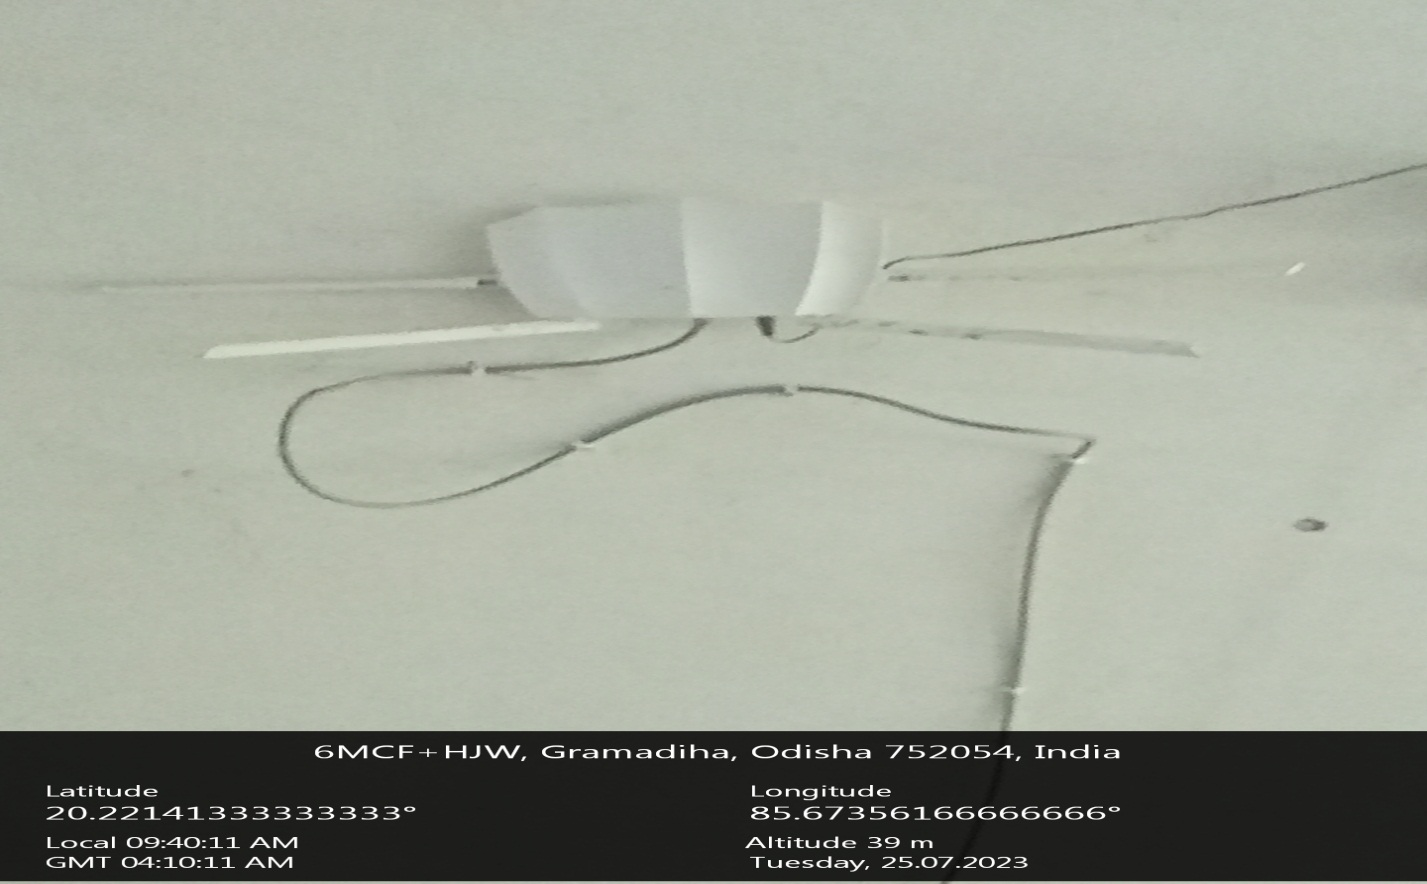 6MCF+HJW, Gramadiha, Odisha 752054, India
Latitude
20.221413333333333°
Longitude
85.67356166666666°
Local 09:40:11 AM
GMT 04:10:11 AM
Altitude 39 m
Tuesday, 25.07.2023